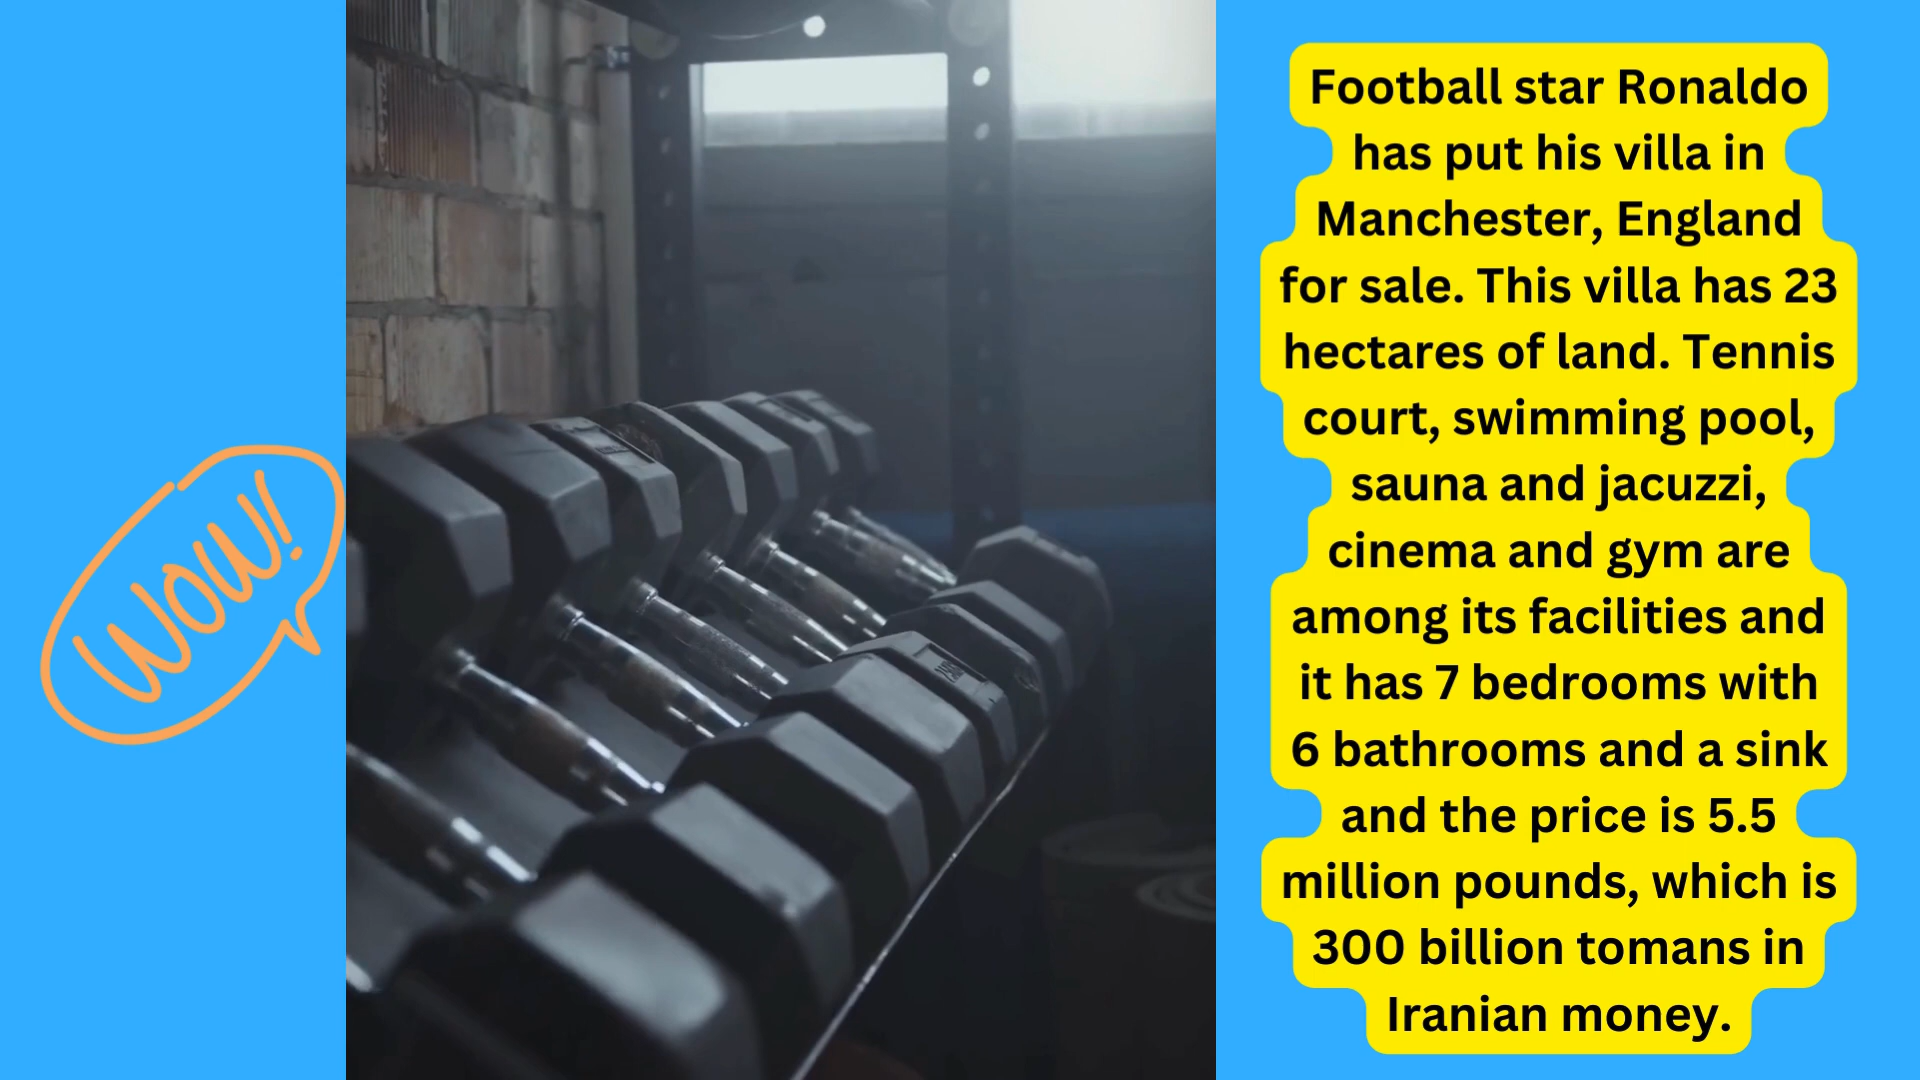 WOW!
Football star Ronaldo
has put his villa in
Manchester, England
for sale. This villa has 23
hectares of land. Tennis
court, swimming pool,
sauna and jacuzzi,
cinema and gym are
among its facilities and
it has 7 bedrooms with
6 bathrooms and a sink
and the price is 5.5
million pounds, which is
300 billion tomans in
Iranian money.